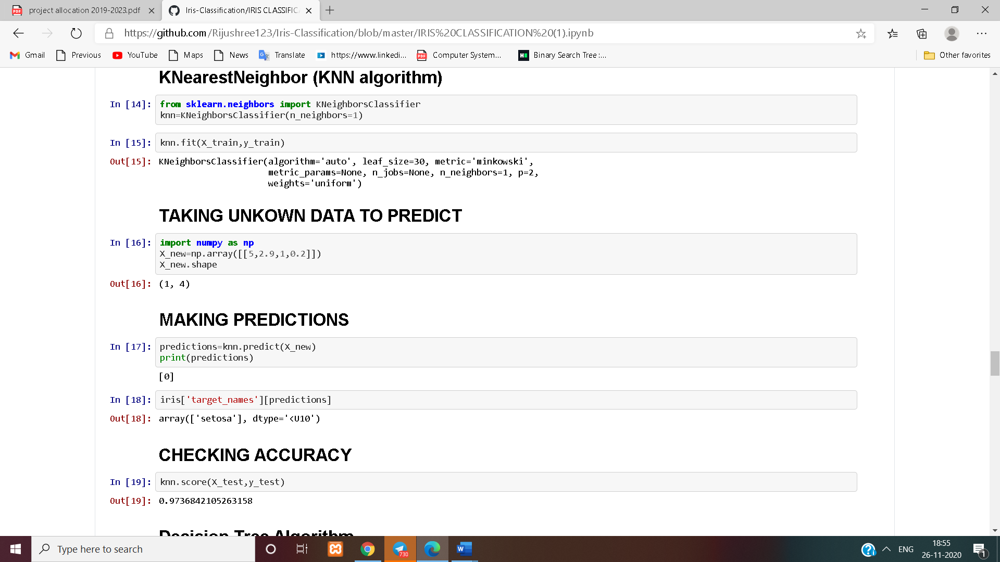 project allocation 2019-2023.pdf
Iris-Classification/IRIS CLASSIFIC
https://github.com/Rijushree123/Iris-Classification/blob/master/IRIS%20CLASSIFICATION%20(1).ipynb
Gmail Previous YouTube Maps News Translate https://www.linkedi... Computer System... Binary Search Tree :... Other favorites
KNearestNeighbor (KNN algorithm)
In [14]: from sklearn.neighbors import KNeighborsClassifier
knn=KNeighborsClassifier(n_neighbors=1)
In [15]: knn.fit(X_train,y_train)
Out[15]: KNeighborsClassifier(algorithm='auto', leaf_size=30, metric='minkowski',
metric_params=None, n_jobs=None, n_neighbors=1, p=2,
weights='uniform')
TAKING UNKOWN DATA TO PREDICT
In [16]: import numpy as np
X_new=np.array([[5,2.9,1,0.2]])
X_new.shape
Out[16]: (1, 4)
MAKING PREDICTIONS
In [17]: predictions=knn.predict(X_new)
print(predictions)
[0]
In [18]: iris['target_names'][predictions]
Out[18]: array(['setosa'], dtype='<U10')
CHECKING ACCURACY
In [19]: knn.score(X_test,y_test)
Out[19]: 0.9736842105263158
Decision Tree Algorithm
Type here to search
730
ENG
18:55
26-11-2020
1